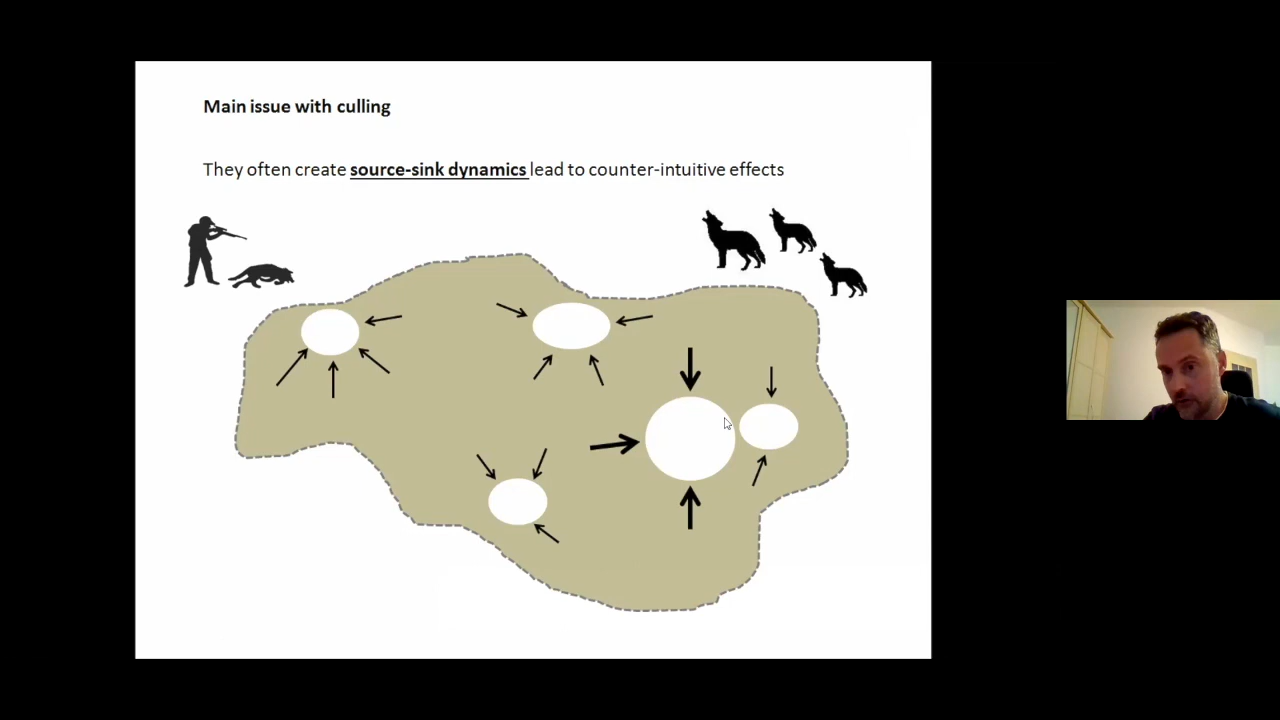 Main issue with culling
They often create source-sink dynamics lead to counter-intuitive effects